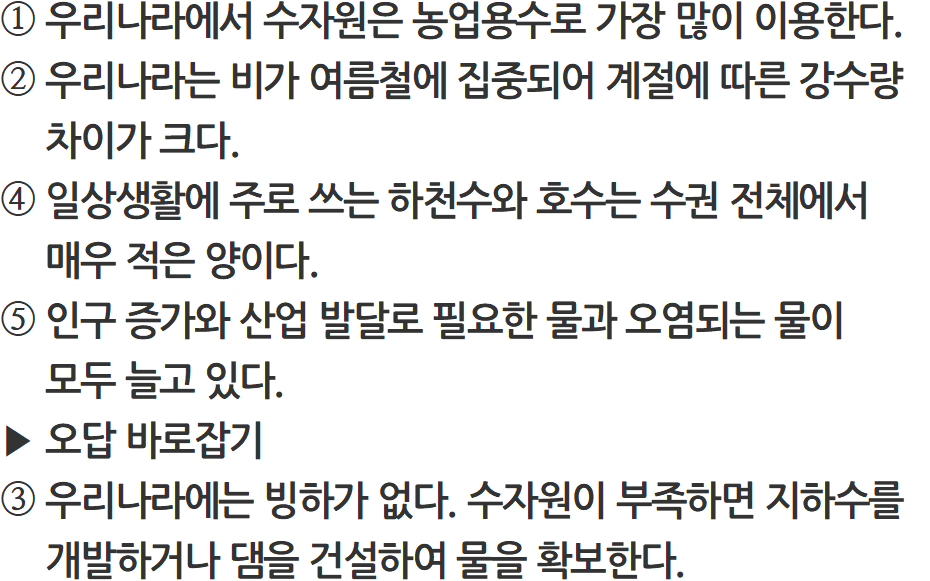 ① 우리나라에서 수자원은 농업용수로 가장 많이 이용한다.
② 우리나라는 비가 여름철에 집중되어 계절에 따른 강수량
차이가 크다.
④ 일상생활에 주로 쓰는 하천수와 호수는 수권 전체에서
매우 적은 양이다.
⑤ 인구 증가와 산업 발달로 필요한 물과 오염되는 물이
모두 늘고 있다.
▶ 오답 바로잡기
③ 우리나라에는 빙하가 없다. 수자원이 부족하면 지하수를
개발하거나 댐을 건설하여 물을 확보한다.